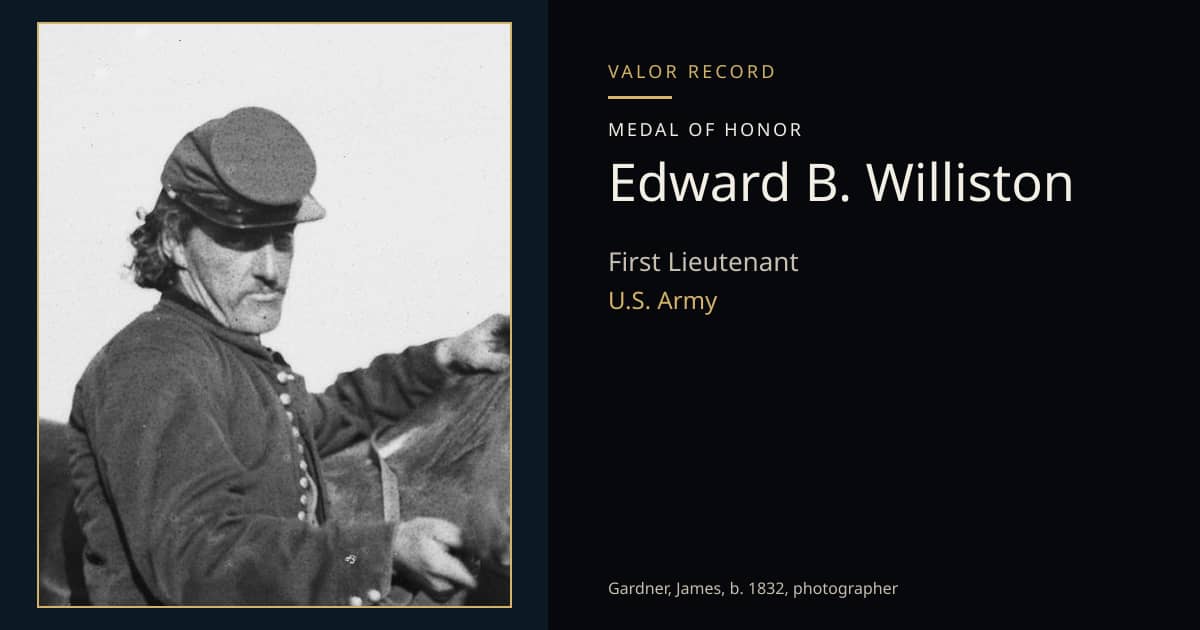 VALOR RECORD
MEDAL OF HONOR
Edward B. Williston
First Lieutenant
U.S. Army
Gardner, James, b. 1832, photographer